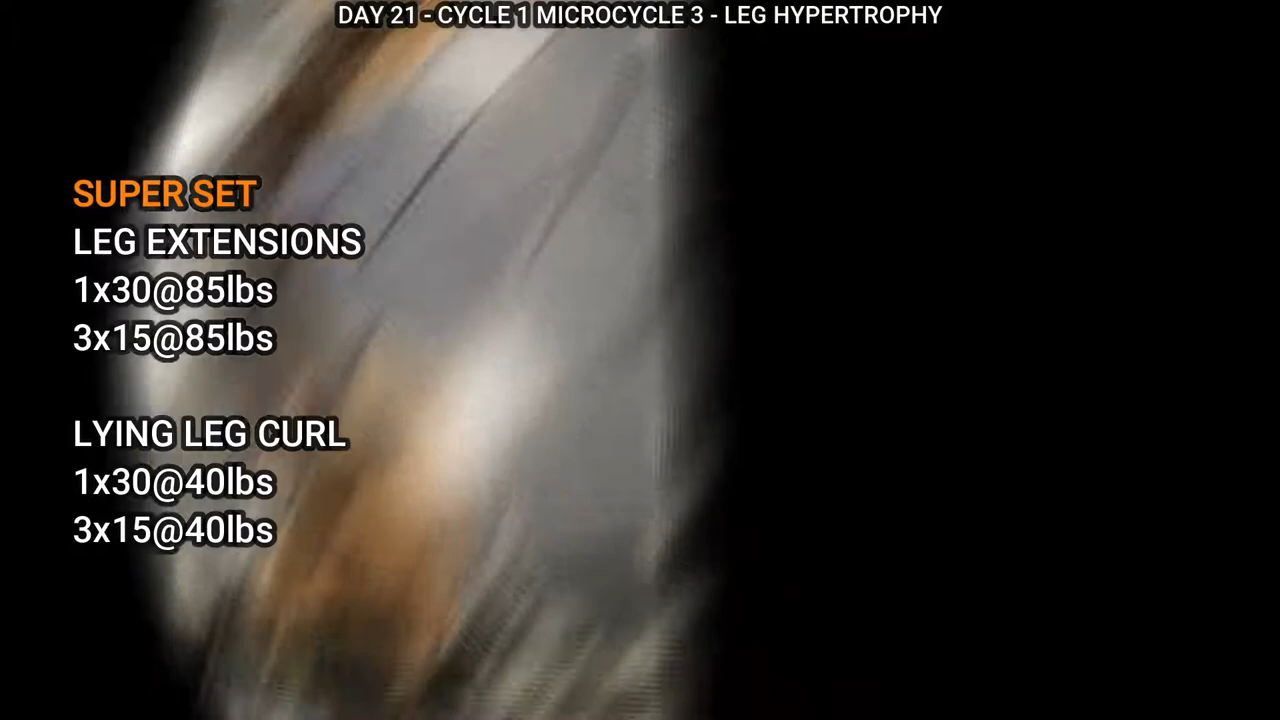 DAY 21 - CYCLE 1 MICROCYCLE 3 - LEG HYPERTROPHY
SUPER SET
LEG EXTENSIONS
1x30@85lbs
3x15@85lbs
LYING LEG CURL
1x30@40lbs
3x15@40lbs